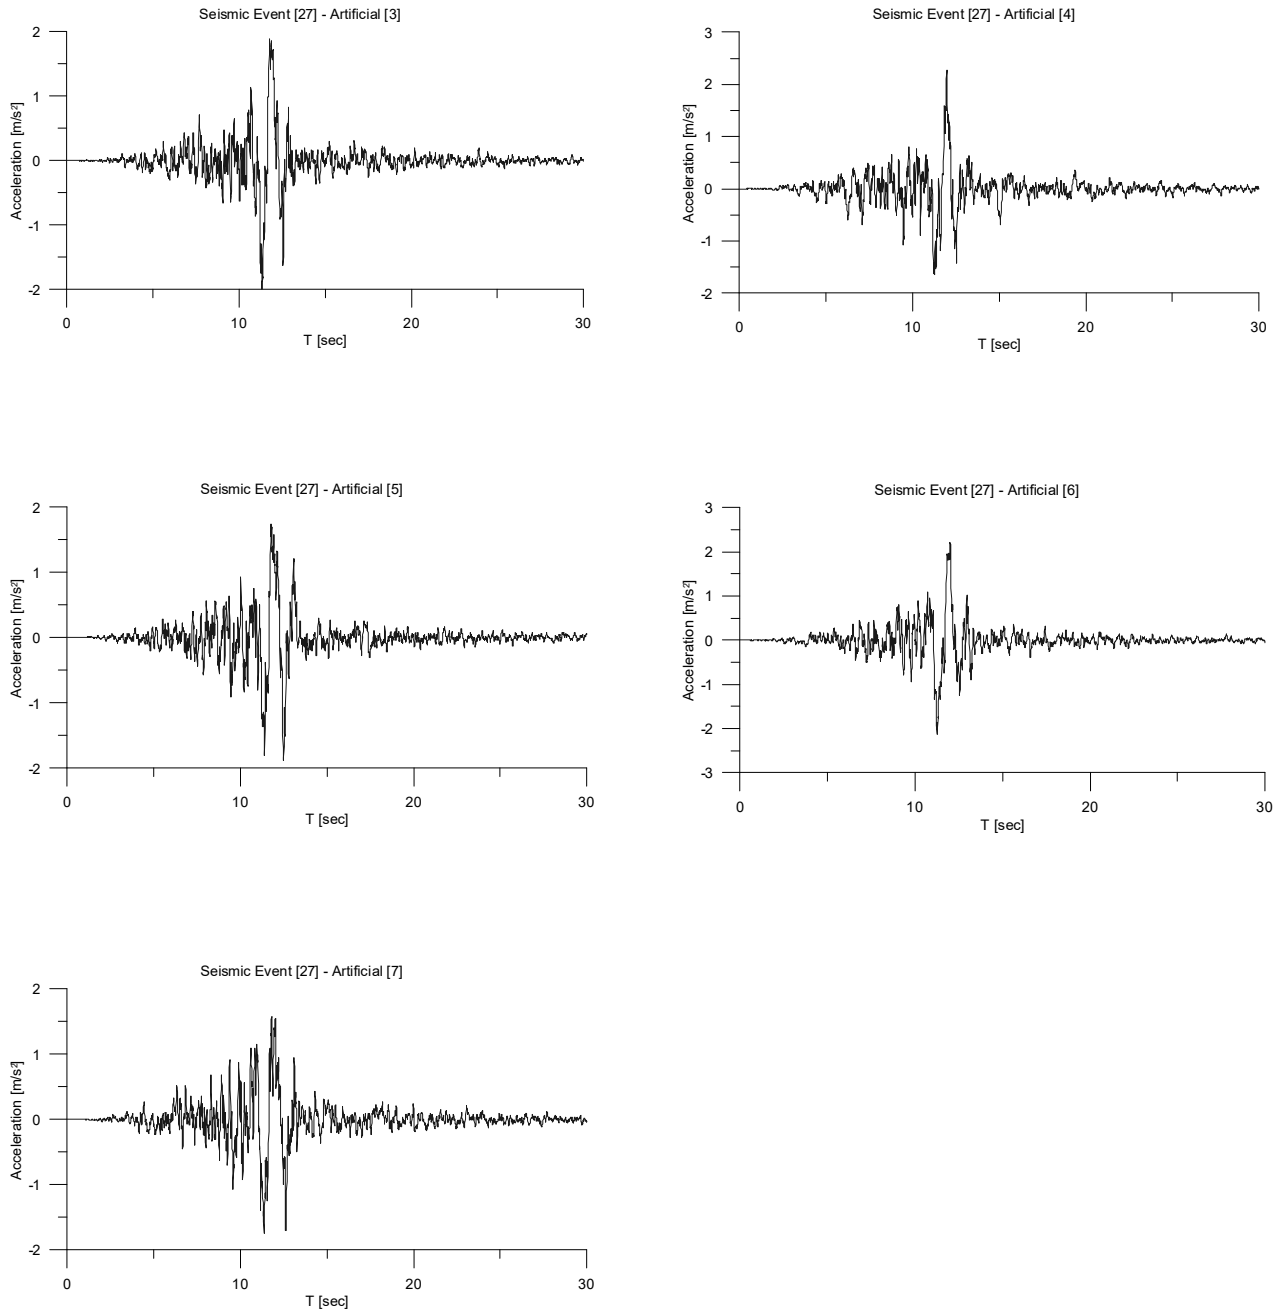 Seismic Event [27] - Artificial [3]
2
1
0
-1
-2
Acceleration [m/s²]
0 10 20 30
T [sec]
Seismic Event [27] - Artificial [4]
3
2
1
0
-1
-2
Acceleration [m/s²]
0 10 20 30
T [sec]
Seismic Event [27] - Artificial [5]
2
1
0
-1
-2
Acceleration [m/s²]
0 10 20 30
T [sec]
Seismic Event [27] - Artificial [6]
3
2
1
0
-1
-2
-3
Acceleration [m/s²]
0 10 20 30
T [sec]
Seismic Event [27] - Artificial [7]
2
1
0
-1
-2
Acceleration [m/s²]
0 10 20 30
T [sec]